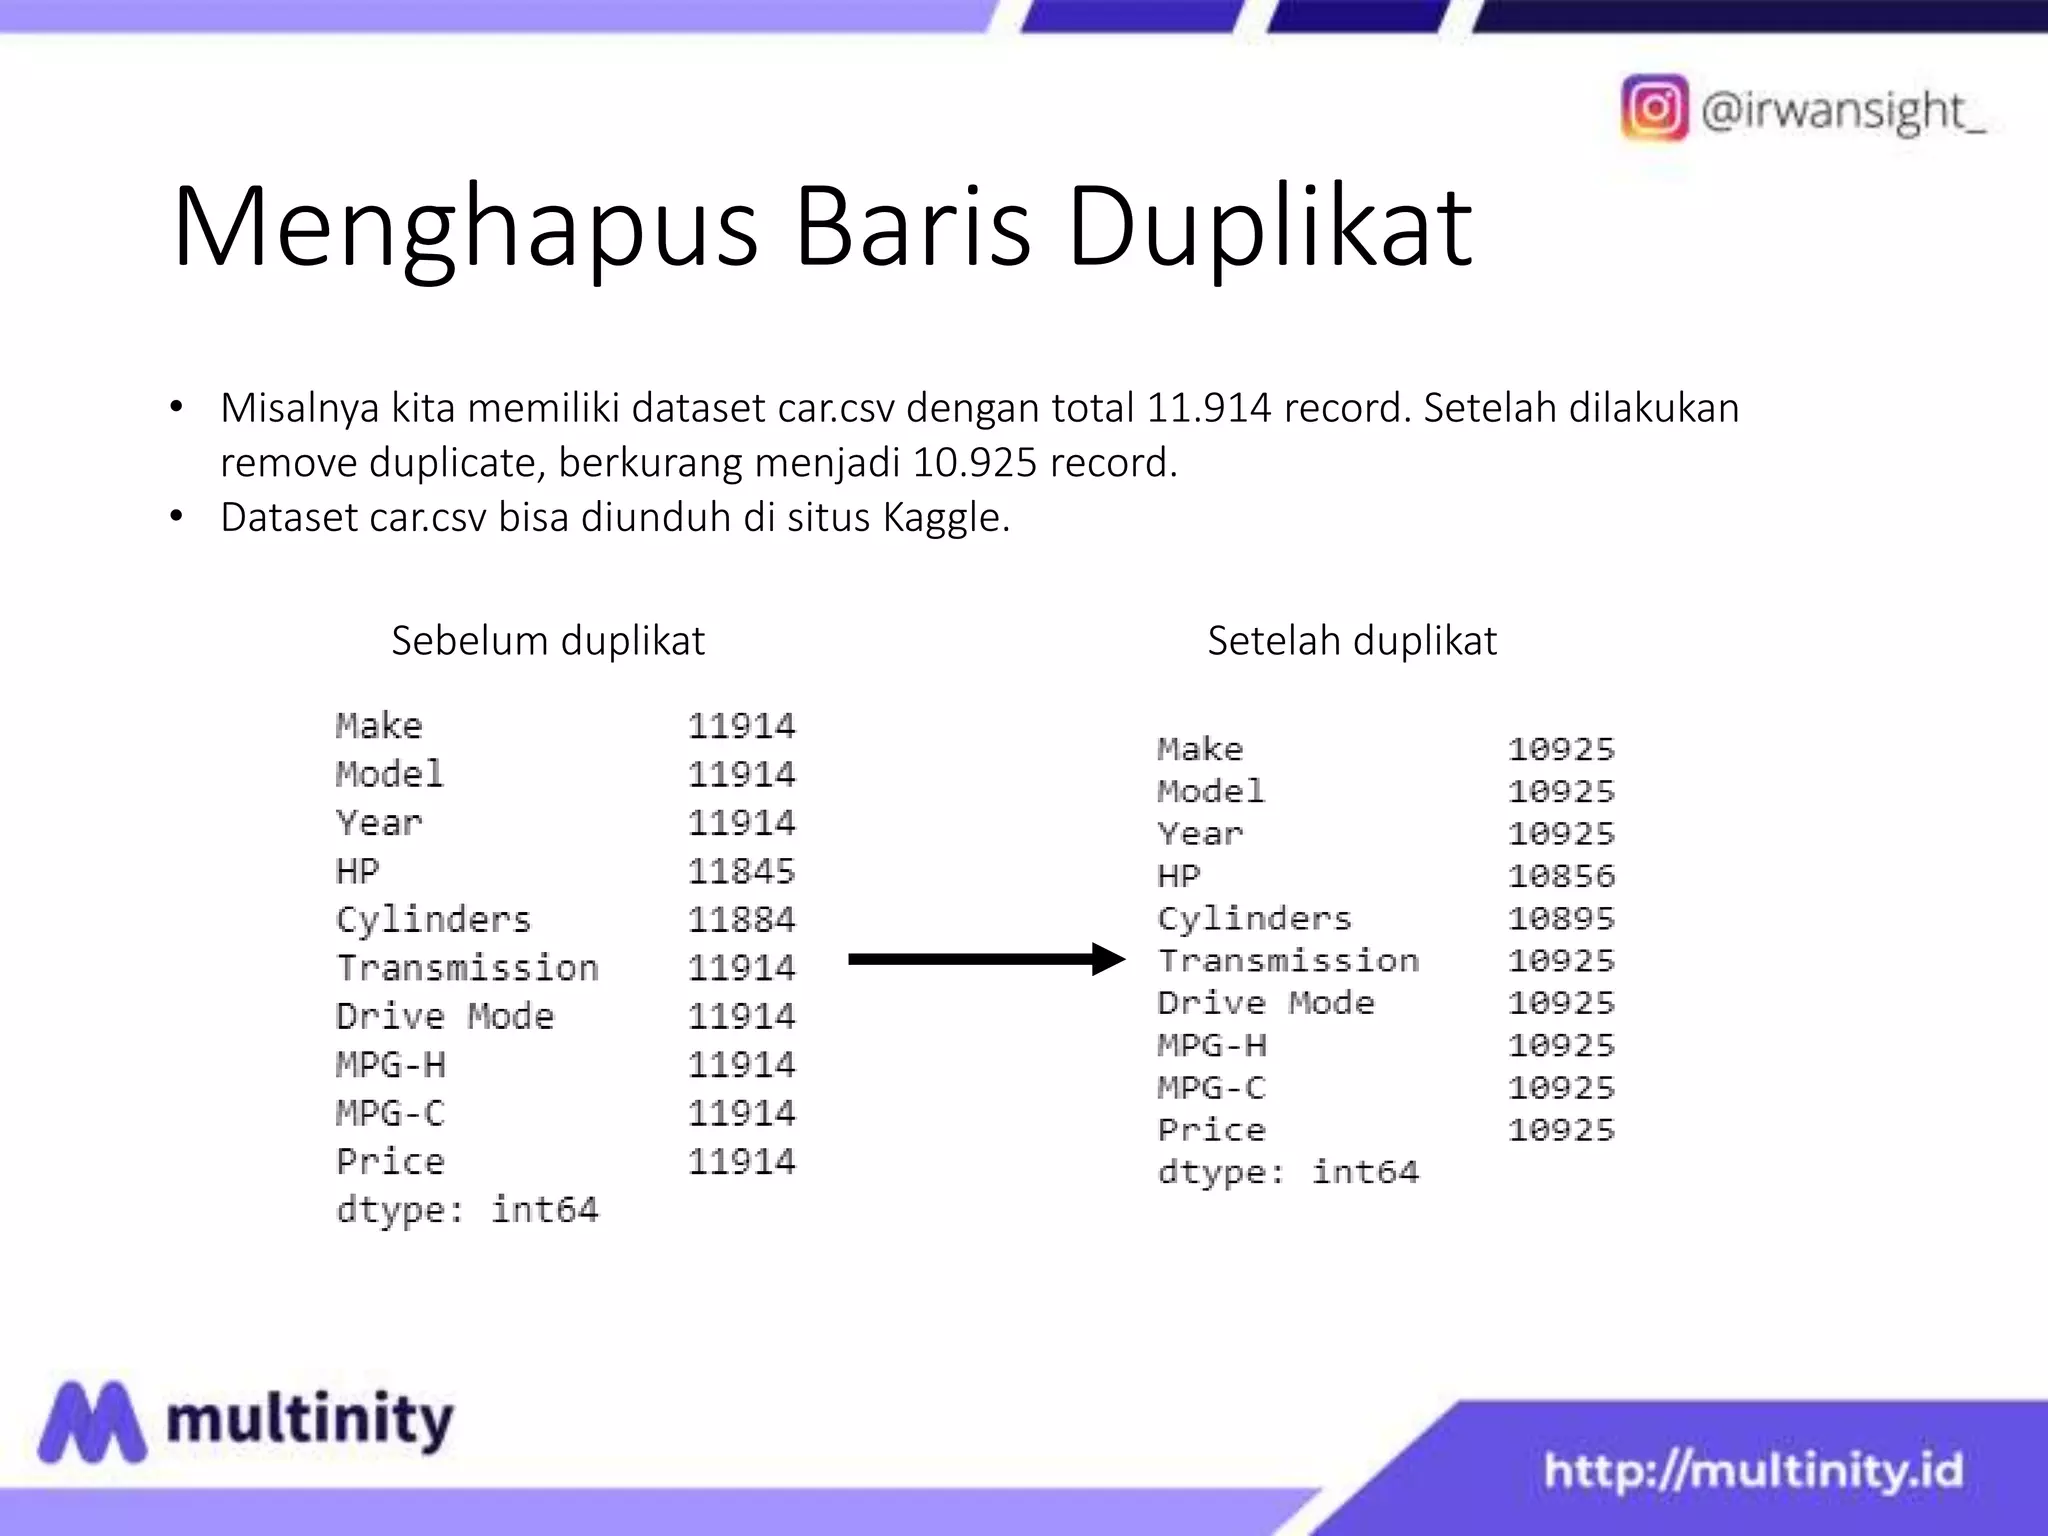 @irwansight_
Menghapus Baris Duplikat
• Misalnya kita memiliki dataset car.csv dengan total 11.914 record. Setelah dilakukan
remove duplicate, berkurang menjadi 10.925 record.
• Dataset car.csv bisa diunduh di situs Kaggle.
Sebelum duplikat
Make 11914
Model 11914
Year 11914
HP 11845
Cylinders 11884
Transmission 11914
Drive Mode 11914
MPG-H 11914
MPG-C 11914
Price 11914
dtype: int64
Setelah duplikat
Make 10925
Model 10925
Year 10925
HP 10856
Cylinders 10895
Transmission 10925
Drive Mode 10925
MPG-H 10925
MPG-C 10925
Price 10925
dtype: int64
multinity
http://multinity.id